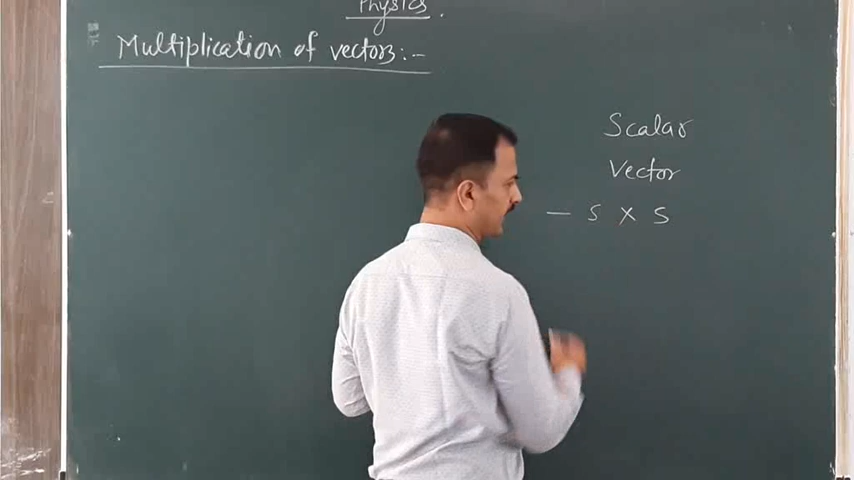 Physics.
Multiplication of vectors:-
Scalar
Vector
— S × S